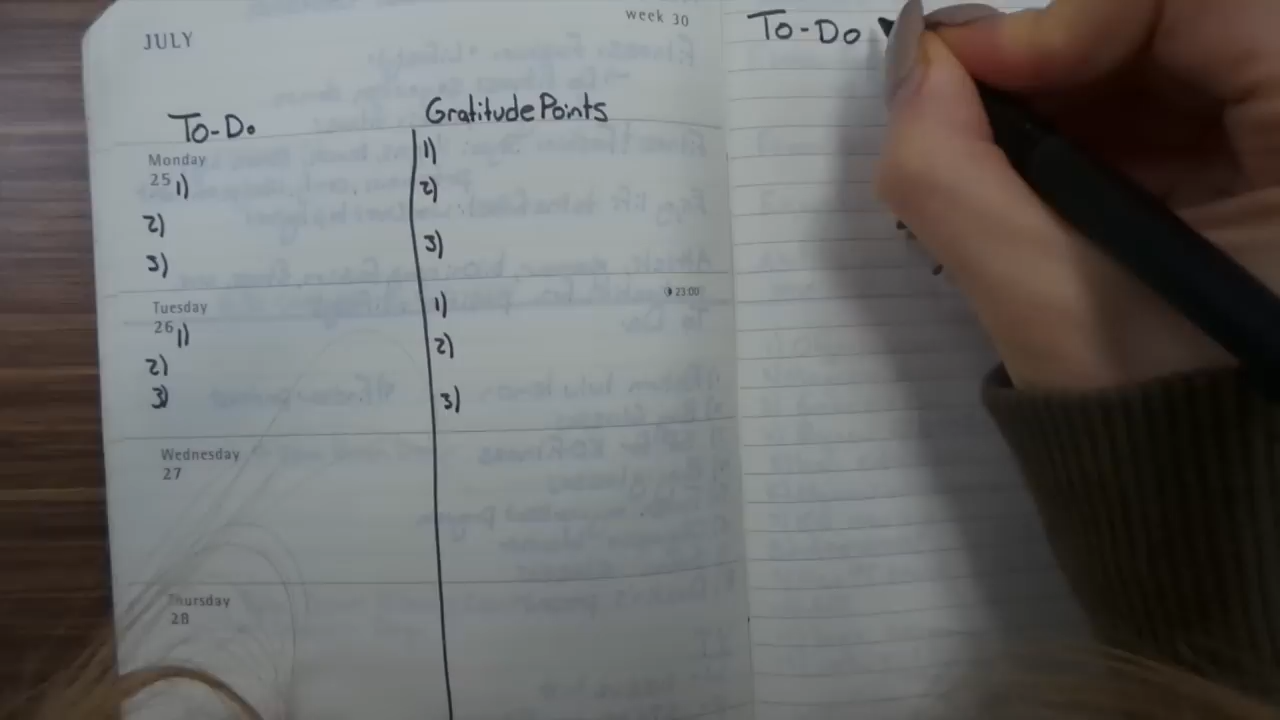 JULY
week 30
To-Do
Gratitude Points
Monday
25 1)
2)
3)
1)
2)
3)
Tuesday
23:00
26 1)
2)
3)
1)
2)
3)
Wednesday
27
Thursday
28
To-Do